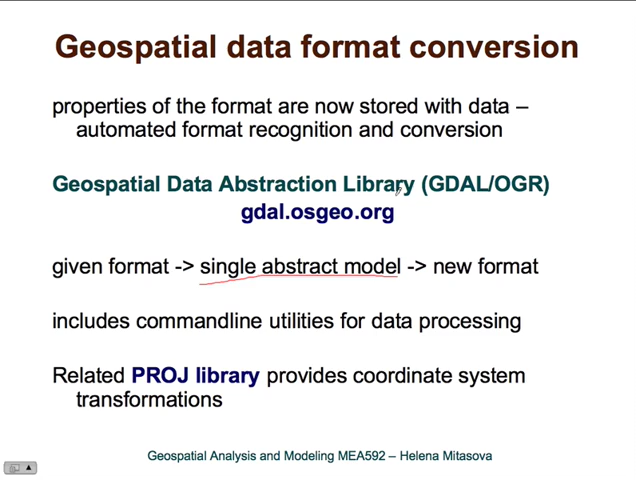 Geospatial data format conversion
properties of the format are now stored with data –
automated format recognition and conversion
Geospatial Data Abstraction Library (GDAL/OGR)
gdal.osgeo.org
given format -> single abstract model -> new format
includes commandline utilities for data processing
Related PROJ library provides coordinate system
transformations
Geospatial Analysis and Modeling MEA592 – Helena Mitasova